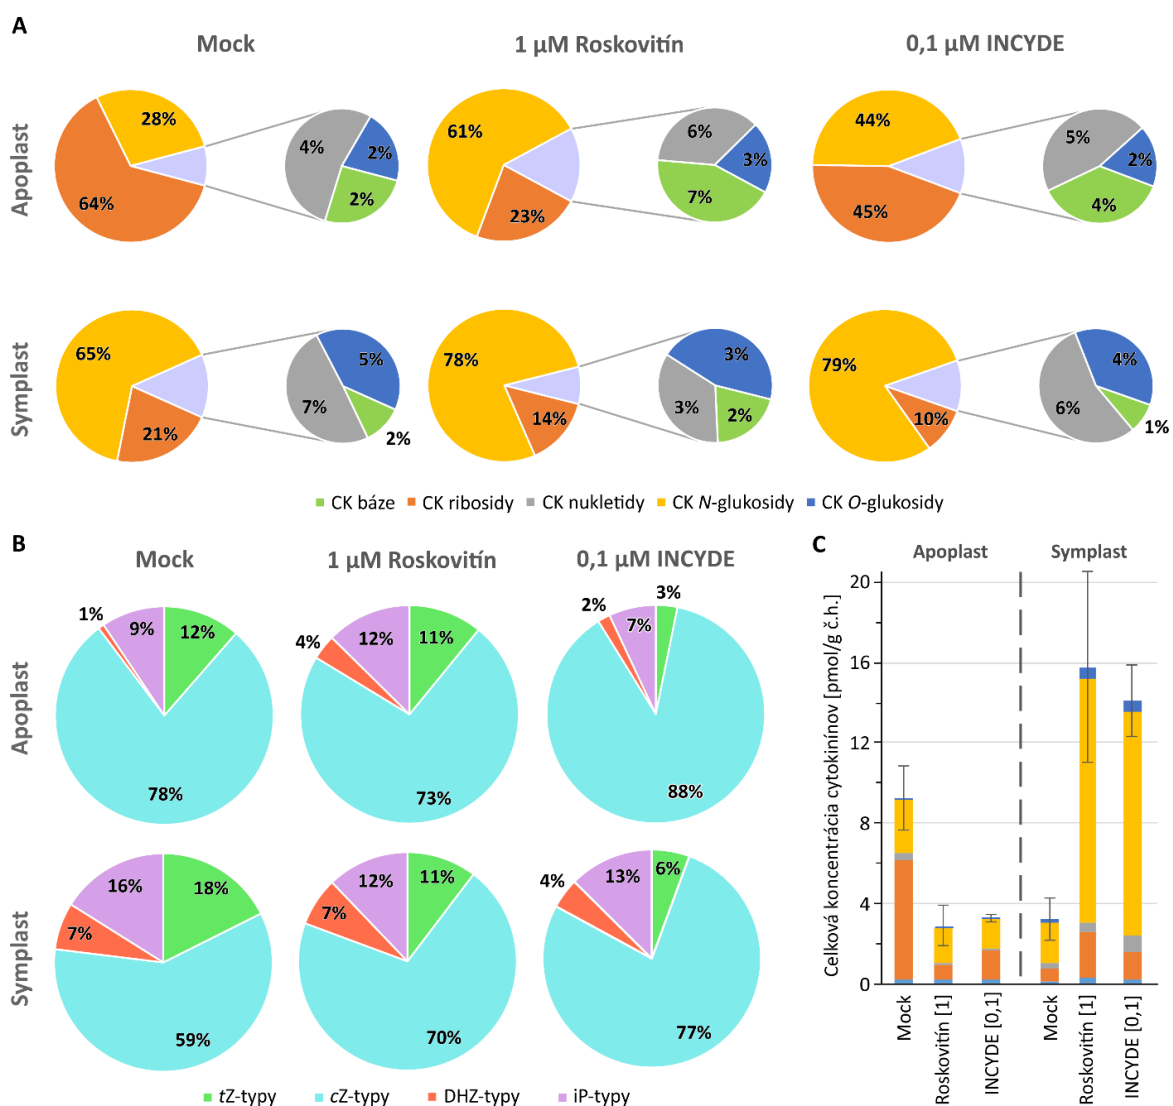 A
Mock
1 µM Roskovitín
0,1 µM INCYDE
Apoplast
28%
64%
4%
2%
2%
61%
23%
6%
3%
7%
44%
45%
5%
2%
4%
Symplast
65%
21%
5%
7%
2%
78%
14%
3%
3%
2%
79%
10%
4%
6%
1%
CK báze
CK ribosidy
CK nukletidy
CK N-glukosidy
CK O-glukosidy
B
Mock
1 µM Roskovitín
0,1 µM INCYDE
Apoplast
1%
9%
12%
78%
4%
12%
11%
73%
2%
7%
3%
88%
Symplast
16%
18%
7%
59%
12%
11%
7%
70%
4%
13%
6%
77%
tZ-typy
cZ-typy
DHZ-typy
iP-typy
C
Apoplast
Symplast
Celková koncentrácia cytokinínov [pmol/g č.h.]
20
16
12
8
4
0
Mock
Roskovitín [1]
INCYDE [0,1]
Mock
Roskovitín [1]
INCYDE [0,1]